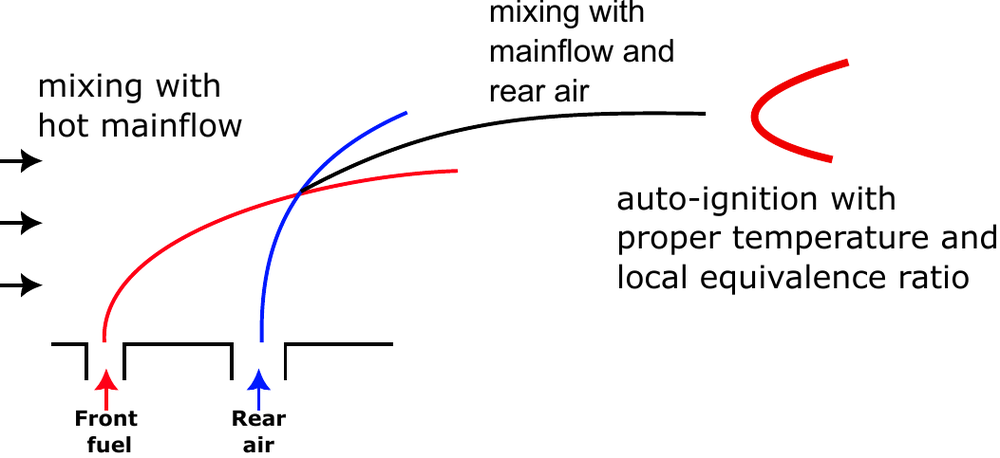 mixing with
mainflow and
rear air
mixing with
hot mainflow
auto-ignition with
proper temperature and
local equivalence ratio
Front
fuel
Rear
air